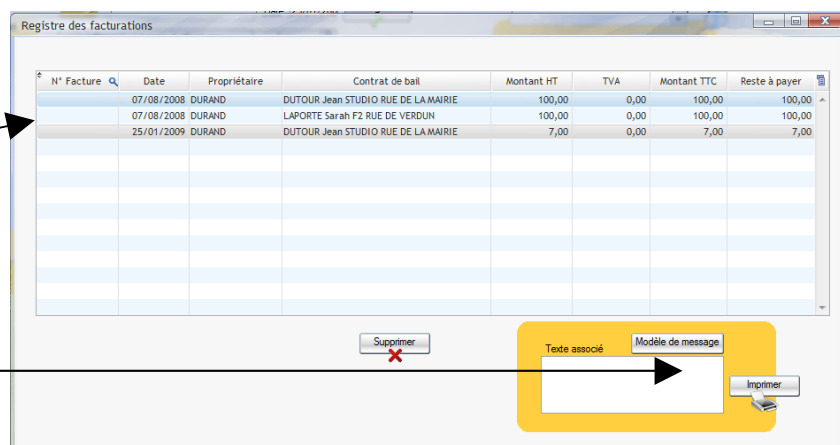 Registre des facturations
N° Facture Date Propriétaire Contrat de bail Montant HT TVA Montant TTC Reste à payer
07/08/2008 DURAND DUTOUR Jean STUDIO RUE DE LA MAIRIE 100,00 0,00 100,00 100,00
07/08/2008 DURAND LAPORTE Sarah F2 RUE DE VERDUN 100,00 0,00 100,00 100,00
25/01/2009 DURAND DUTOUR Jean STUDIO RUE DE LA MAIRIE 7,00 0,00 7,00 7,00
Supprimer
Texte associé Modèle de message
Imprimer